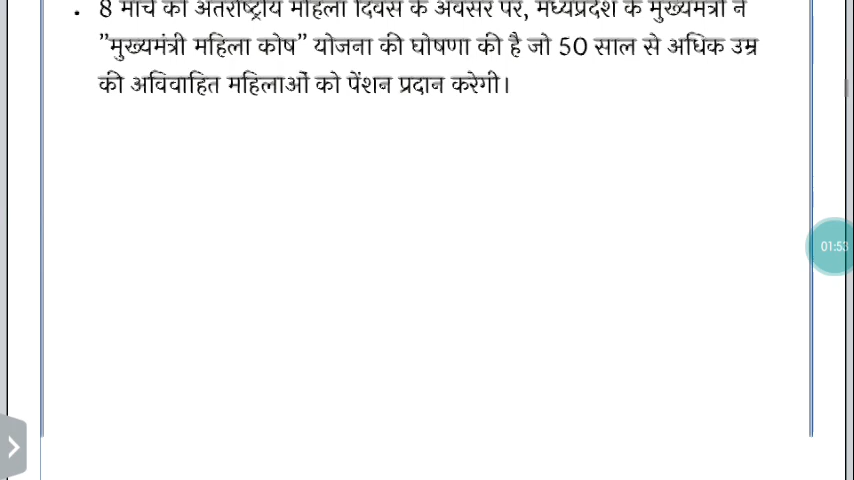 • 8 मार्च को अंतर्राष्ट्रीय महिला दिवस के अवसर पर, मध्यप्रदेश के मुख्यमंत्री ने
”मुख्यमंत्री महिला कोष” योजना की घोषणा की है जो 50 साल से अधिक उम्र
की अविवाहित महिलाओं को पेंशन प्रदान करेगी।
01:53